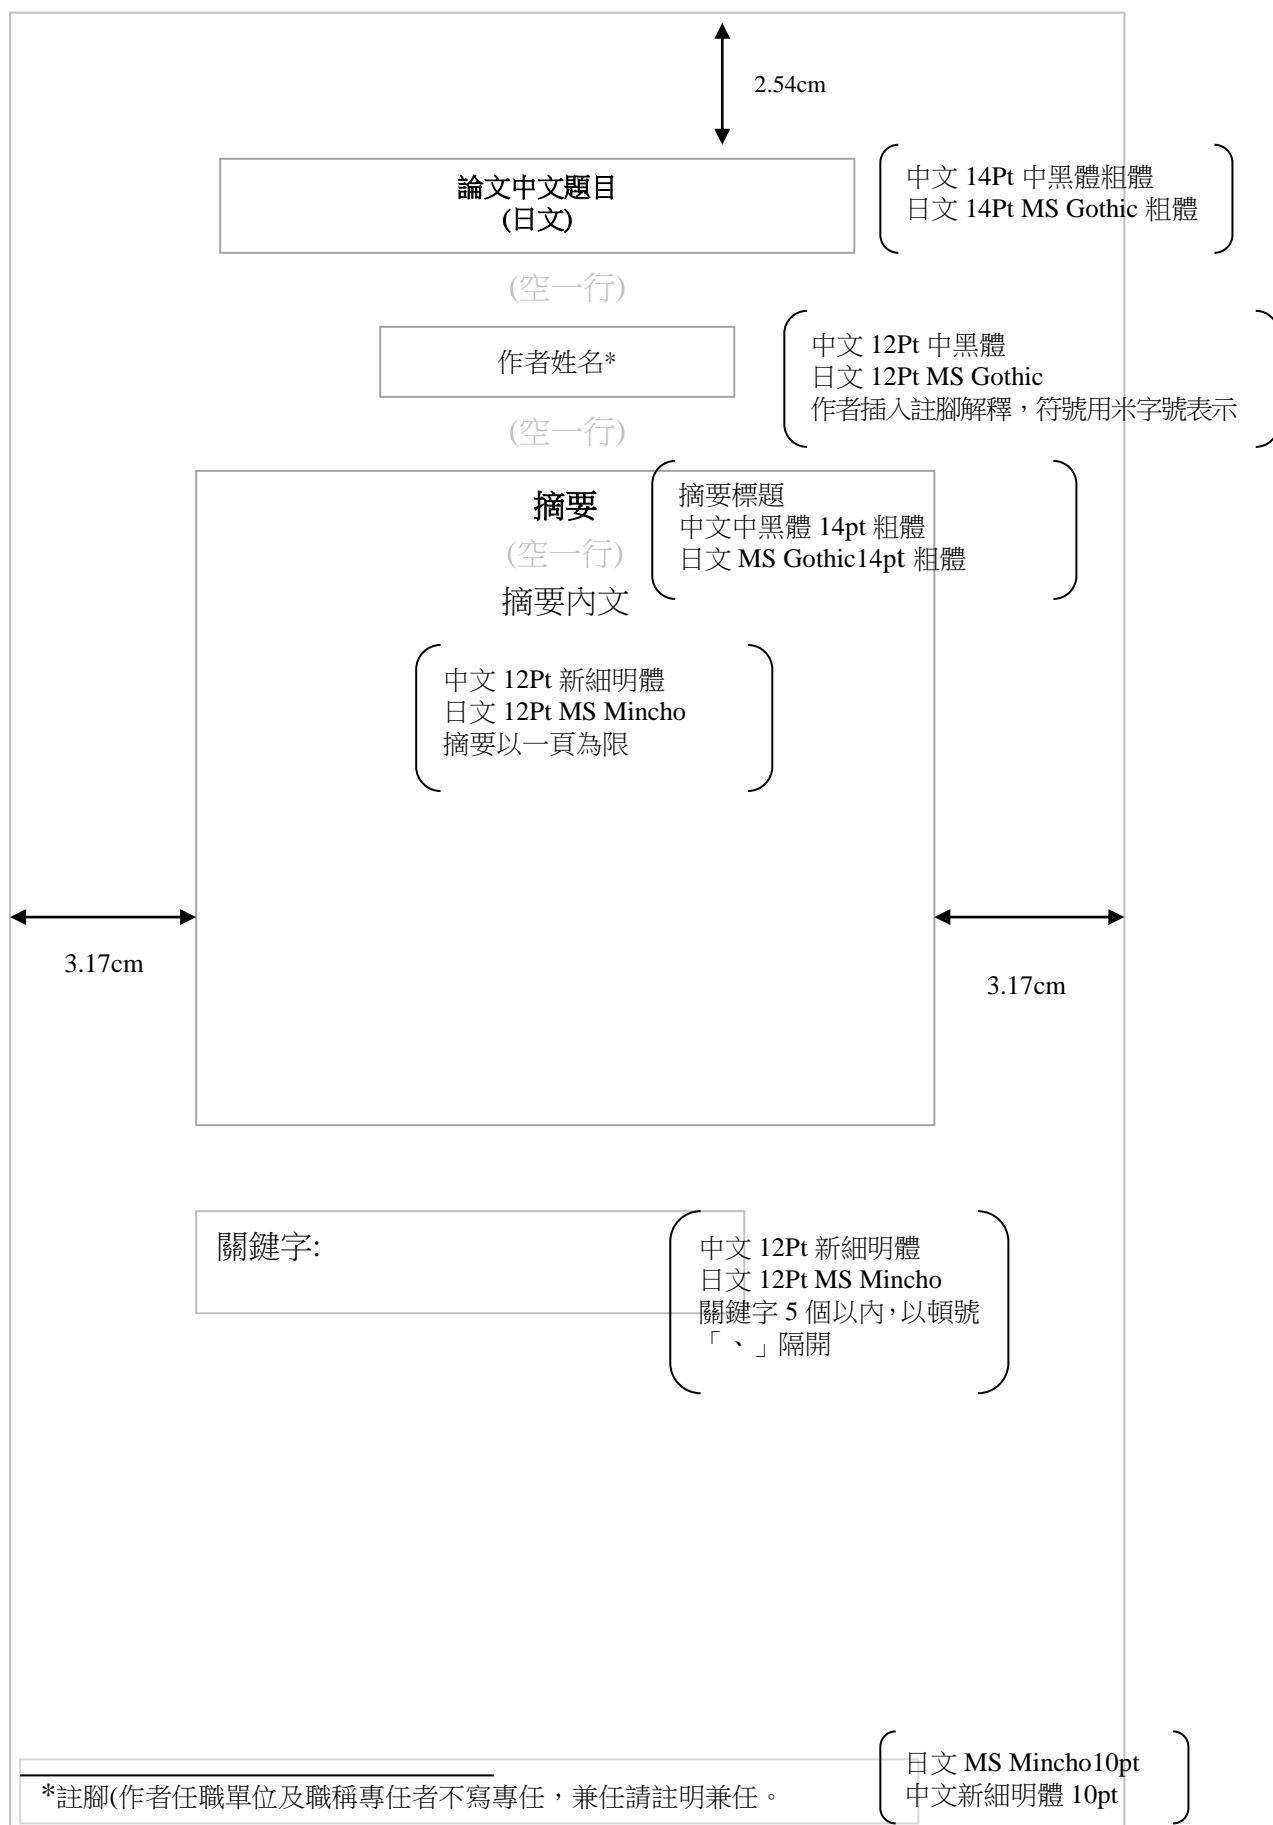 2.54cm
論文中文題目
(日文)
中文 14Pt 中黑體粗體
日文 14Pt MS Gothic 粗體
(空一行)
作者姓名*
中文 12Pt 中黑體
日文 12Pt MS Gothic
作者插入註腳解釋，符號用米字號表示
(空一行)
摘要
(空一行)
摘要內文
摘要標題
中文中黑體 14pt 粗體
日文 MS Gothic14pt 粗體
中文 12Pt 新細明體
日文 12Pt MS Mincho
摘要以一頁為限
3.17cm
3.17cm
關鍵字:
中文 12Pt 新細明體
日文 12Pt MS Mincho
關鍵字 5 個以內，以頓號
「、」隔開
*註腳(作者任職單位及職稱專任者不寫專任，兼任請註明兼任。
日文 MS Mincho10pt
中文新細明體 10pt